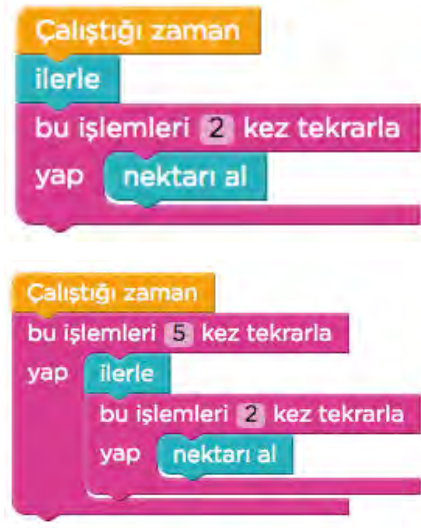 Çalıştığı zaman
ilerle
bu işlemleri 2 kez tekrarla
yap nektarı al
Çalıştığı zaman
bu işlemleri 5 kez tekrarla
yap ilerle
bu işlemleri 2 kez tekrarla
yap nektarı al